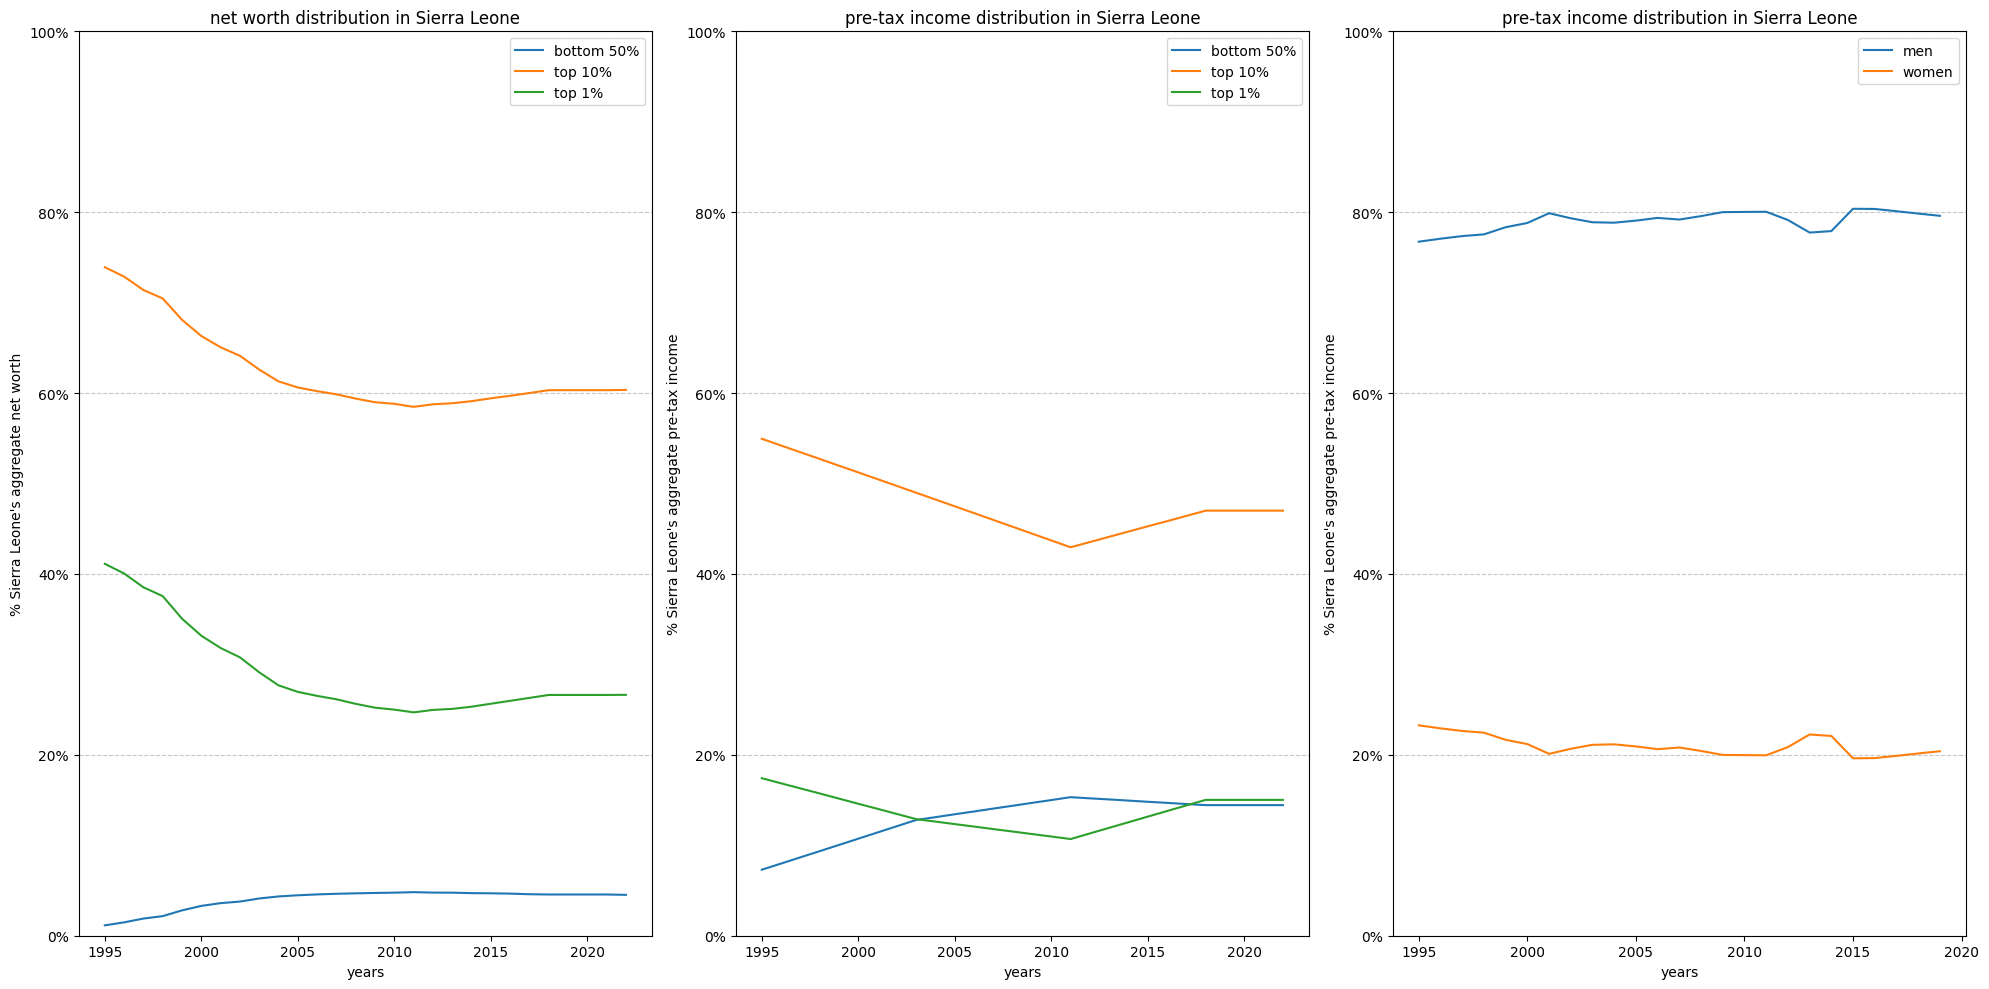 net worth distribution in Sierra Leone
100%
80%
60%
40%
20%
0%
% Sierra Leone's aggregate net worth
bottom 50%
top 10%
top 1%
1995 2000 2005 2010 2015 2020
years
pre-tax income distribution in Sierra Leone
100%
80%
60%
40%
20%
0%
% Sierra Leone's aggregate pre-tax income
bottom 50%
top 10%
top 1%
1995 2000 2005 2010 2015 2020
years
pre-tax income distribution in Sierra Leone
100%
80%
60%
40%
20%
0%
% Sierra Leone's aggregate pre-tax income
men
women
1995 2000 2005 2010 2015 2020
years